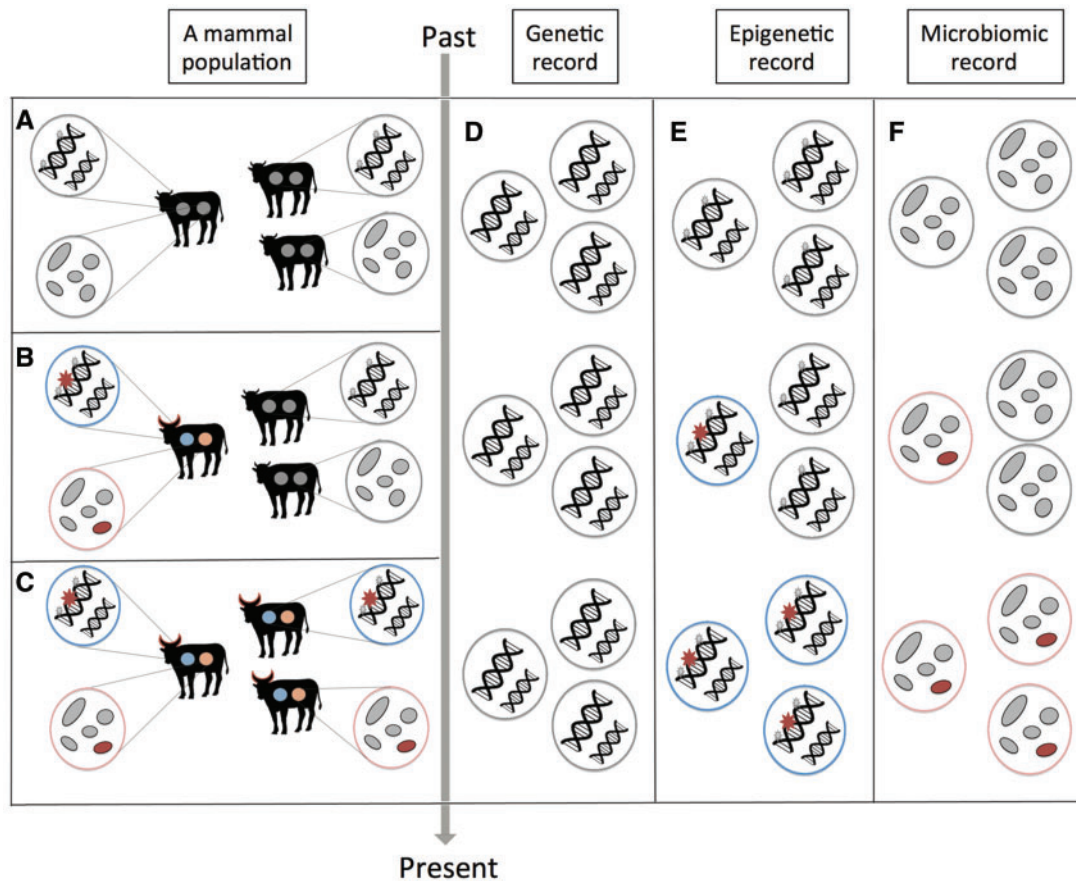 A mammal
population
Past
Genetic
record
Epigenetic
record
Microbiomic
record
A
B
C
D
E
F
Present